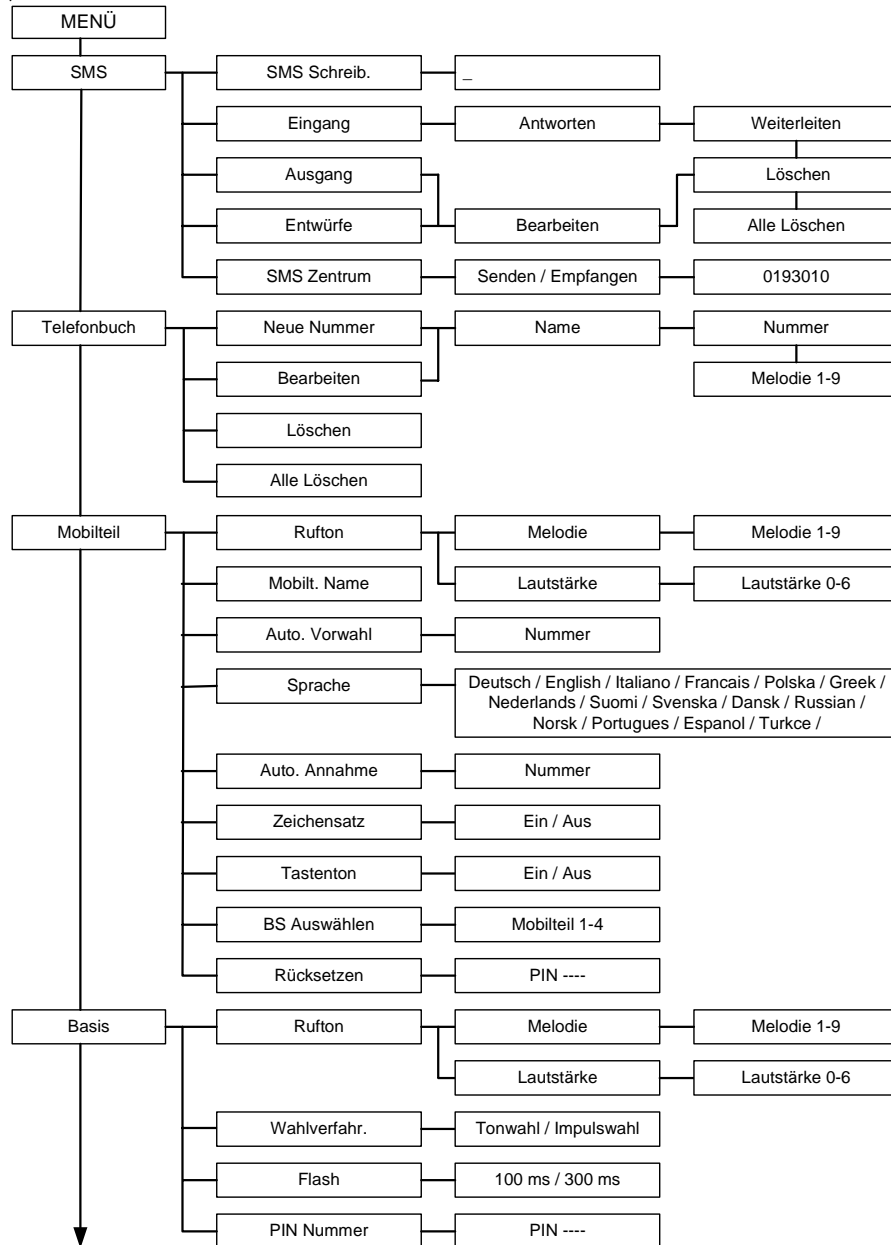 MENÜ
SMS
SMS Schreib.
_
Eingang
Antworten
Weiterleiten
Ausgang
Löschen
Entwürfe
Bearbeiten
Alle Löschen
SMS Zentrum
Senden / Empfangen
0193010
Telefonbuch
Neue Nummer
Name
Nummer
Bearbeiten
Melodie 1-9
Löschen
Alle Löschen
Mobilteil
Rufton
Melodie
Melodie 1-9
Mobilt. Name
Lautstärke
Lautstärke 0-6
Auto. Vorwahl
Nummer
Sprache
Deutsch / English / Italiano / Francais / Polska / Greek /
Nederlands / Suomi / Svenska / Dansk / Russian /
Norsk / Portugues / Espanol / Turkce /
Auto. Annahme
Nummer
Zeichensatz
Ein / Aus
Tastenton
Ein / Aus
BS Auswählen
Mobilteil 1-4
Rücksetzen
PIN ----
Basis
Rufton
Melodie
Melodie 1-9
Lautstärke
Lautstärke 0-6
Wahlverfahr.
Tonwahl / Impulswahl
Flash
100 ms / 300 ms
PIN Nummer
PIN ----